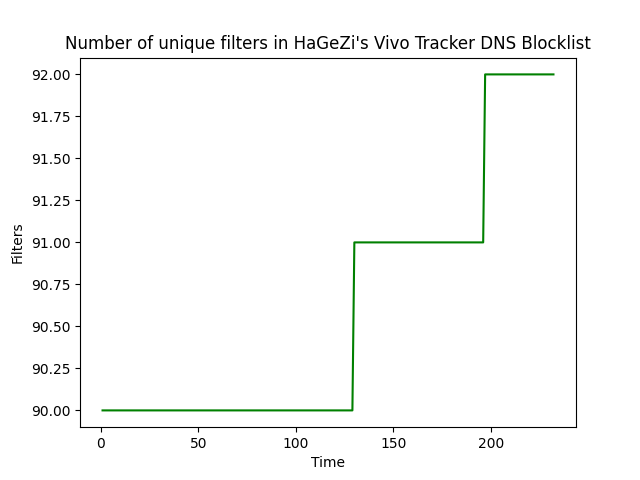 Number of unique filters in HaGeZi's Vivo Tracker DNS Blocklist
92.00
91.75
91.50
91.25
91.00
90.75
90.50
90.25
90.00
Filters
0 50 100 150 200
Time